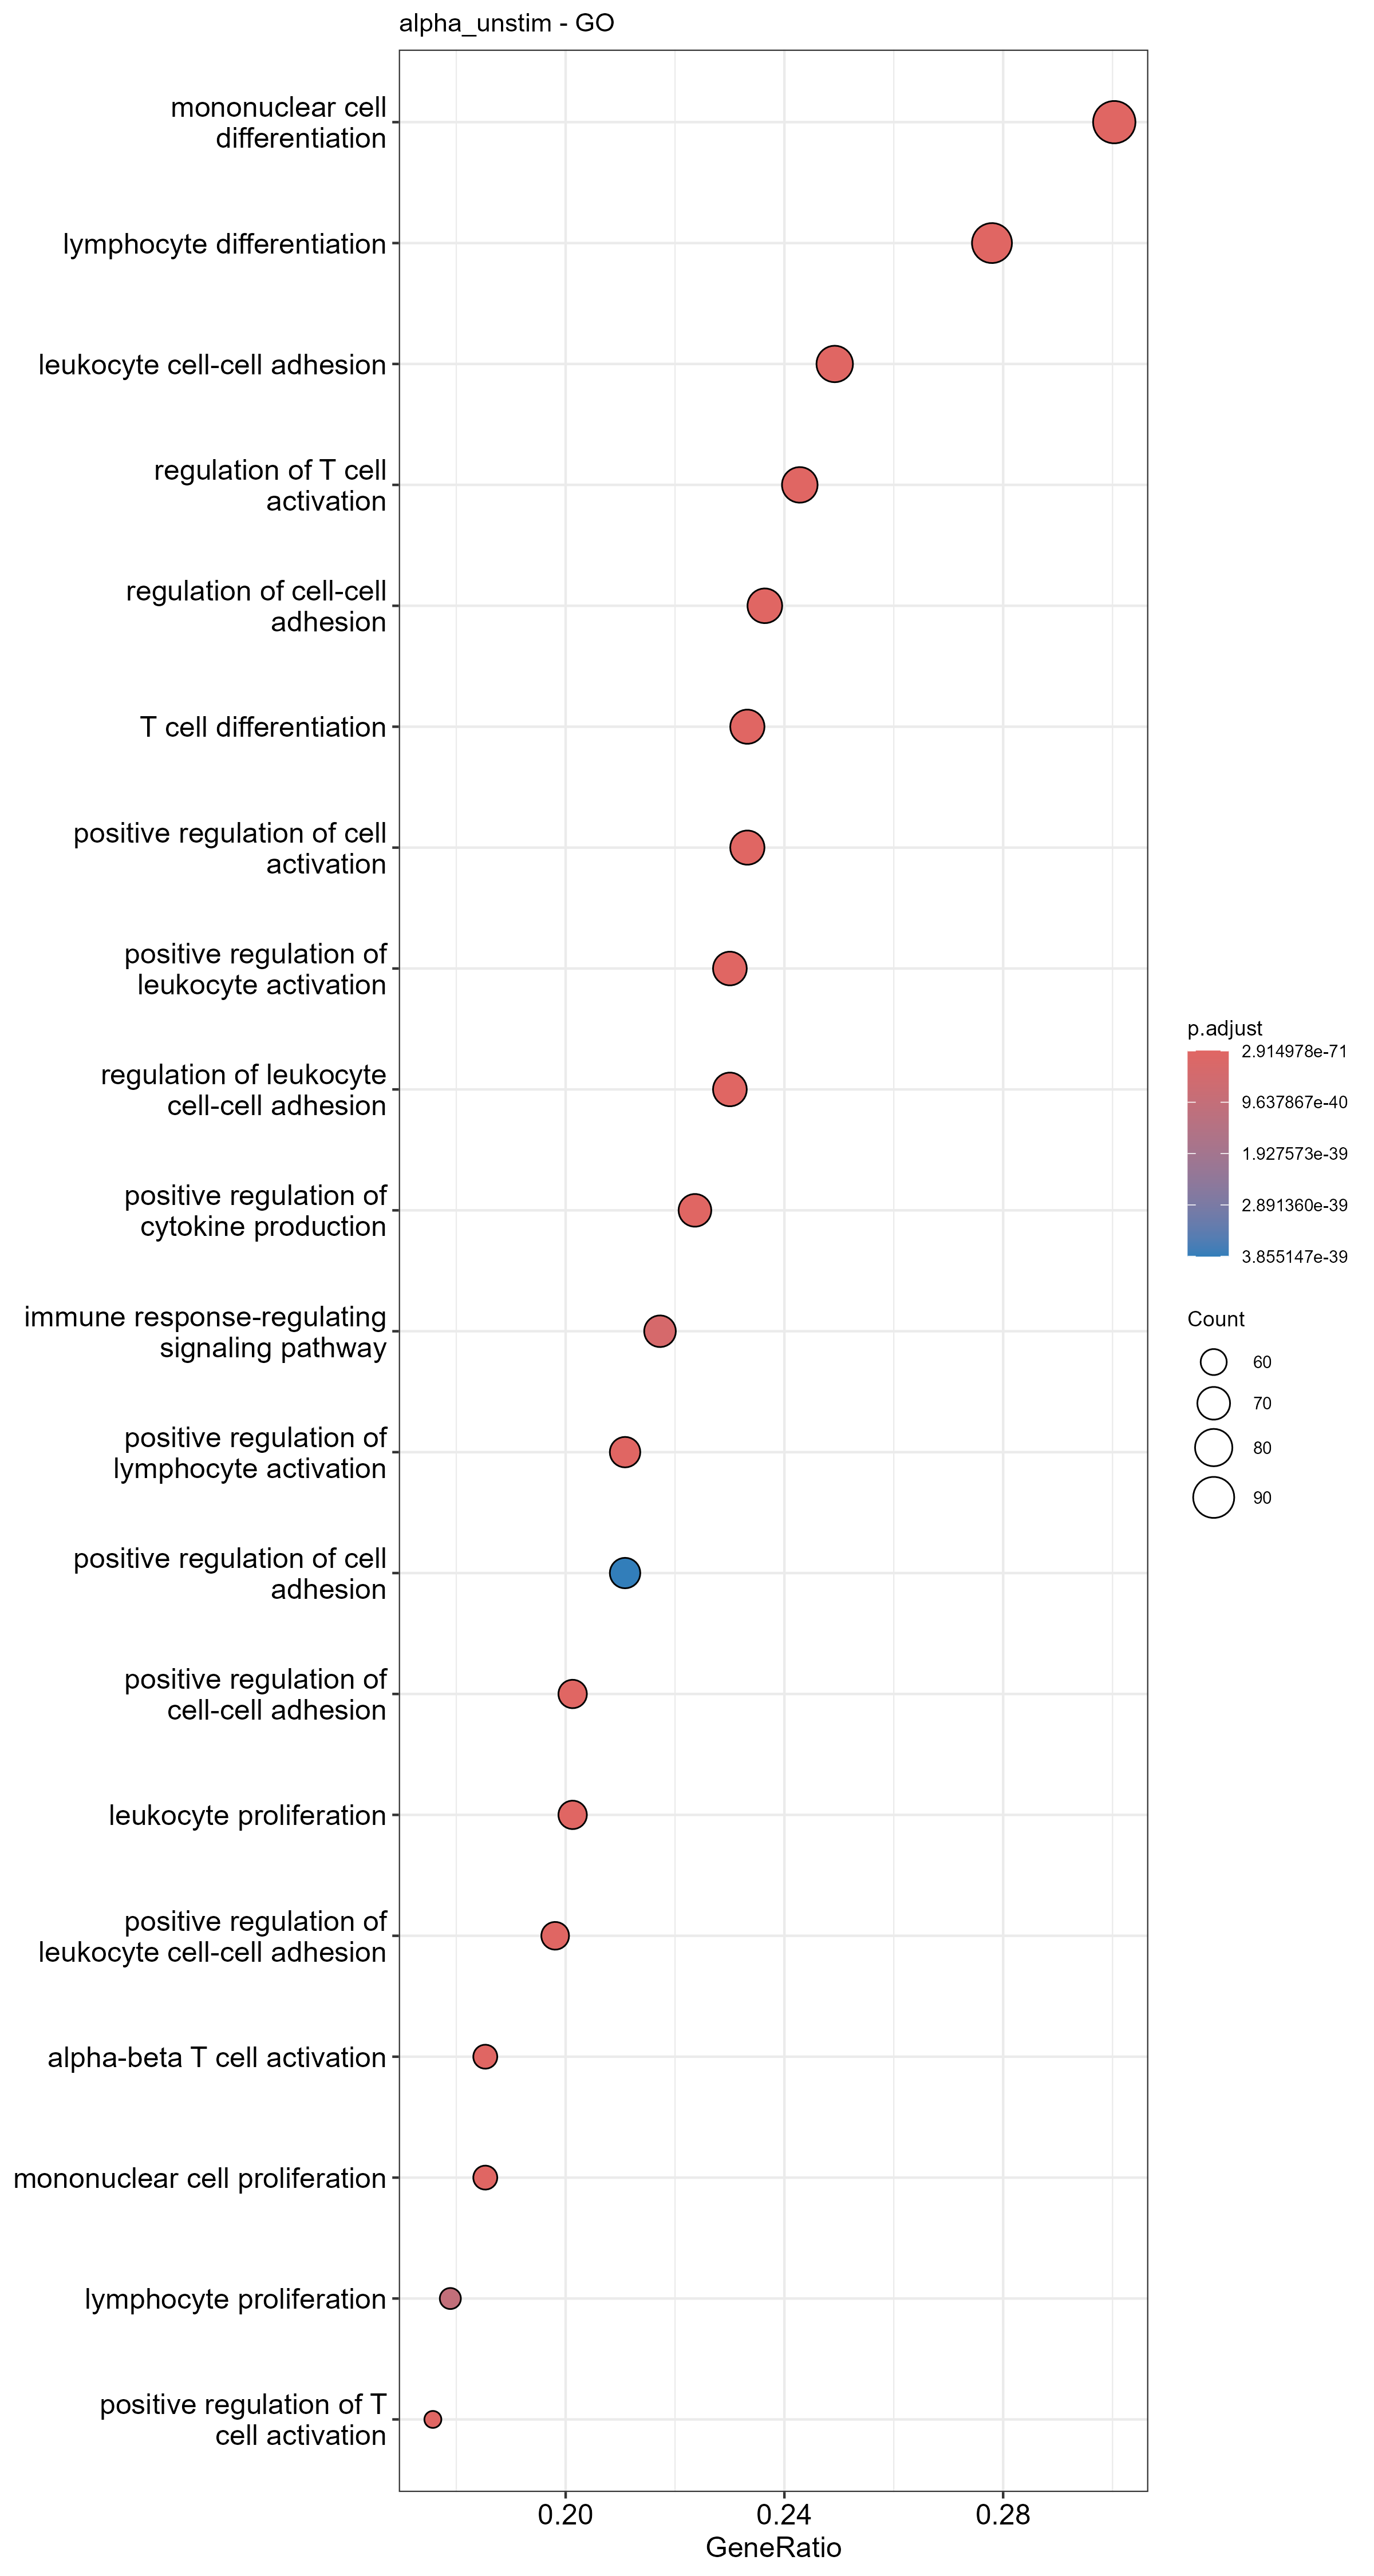 alpha_unstim - GO
mononuclear cell
differentiation
lymphocyte differentiation
leukocyte cell-cell adhesion
regulation of T cell
activation
regulation of cell-cell
adhesion
T cell differentiation
positive regulation of cell
activation
positive regulation of
leukocyte activation
regulation of leukocyte
cell-cell adhesion
positive regulation of
cytokine production
immune response-regulating
signaling pathway
positive regulation of
lymphocyte activation
positive regulation of cell
adhesion
positive regulation of
cell-cell adhesion
leukocyte proliferation
positive regulation of
leukocyte cell-cell adhesion
alpha-beta T cell activation
mononuclear cell proliferation
lymphocyte proliferation
positive regulation of T
cell activation
0.20
0.24
0.28
GeneRatio
p.adjust
2.914978e-71
9.637867e-40
1.927573e-39
2.891360e-39
3.855147e-39
Count
60
70
80
90